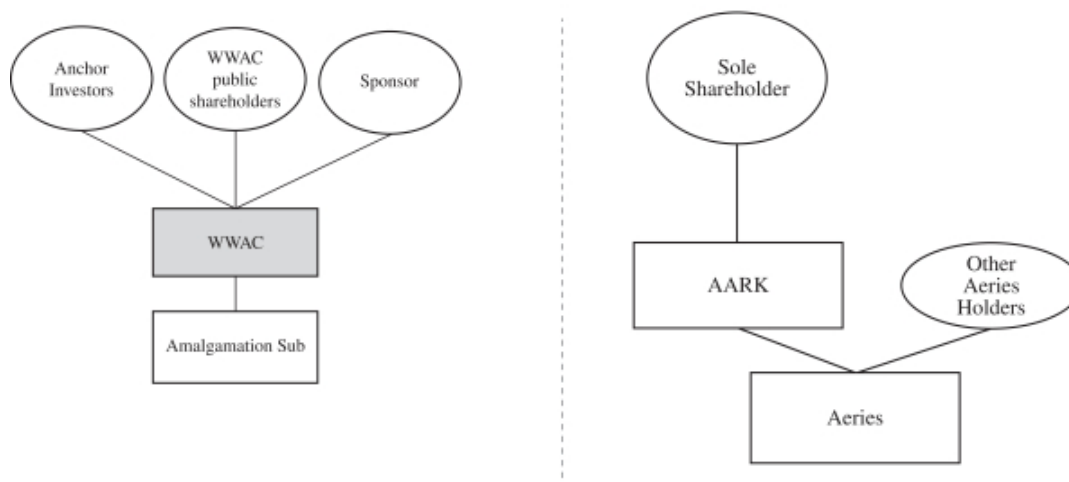 Anchor
Investors
WWAC
public
shareholders
Sponsor
WWAC
Amalgamation Sub
Sole
Shareholder
AARK
Other
Aeries
Holders
Aeries